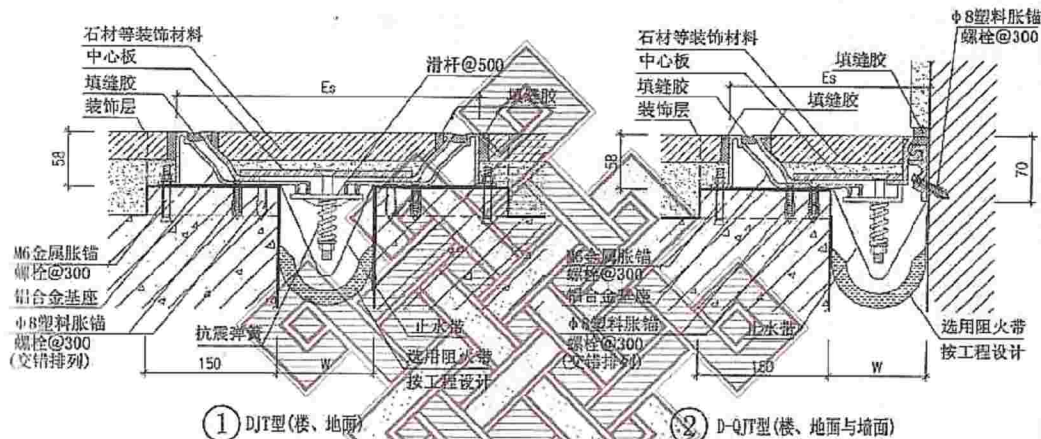 石材等装饰材料
中心板
填缝胶
装饰层
滑杆@500
Es
填缝胶
58
M6金属胀锚
螺栓@300
铝合金基座
Φ8塑料胀锚
螺栓@300
(交错排列)
抗震弹簧
止水带
选用阻火带
按工程设计
150
W
① DJT型(楼、地面)
石材等装饰材料
中心板
填缝胶
装饰层
填缝胶
Es
填缝胶
Φ8塑料胀锚
螺栓@300
58
70
M6金属胀锚
螺栓@300
铝合金基座
Φ8塑料胀锚
螺栓@300
(交错排列)
止水带
选用阻火带
按工程设计
150
W
② D-QJT型(楼、地面与墙面)